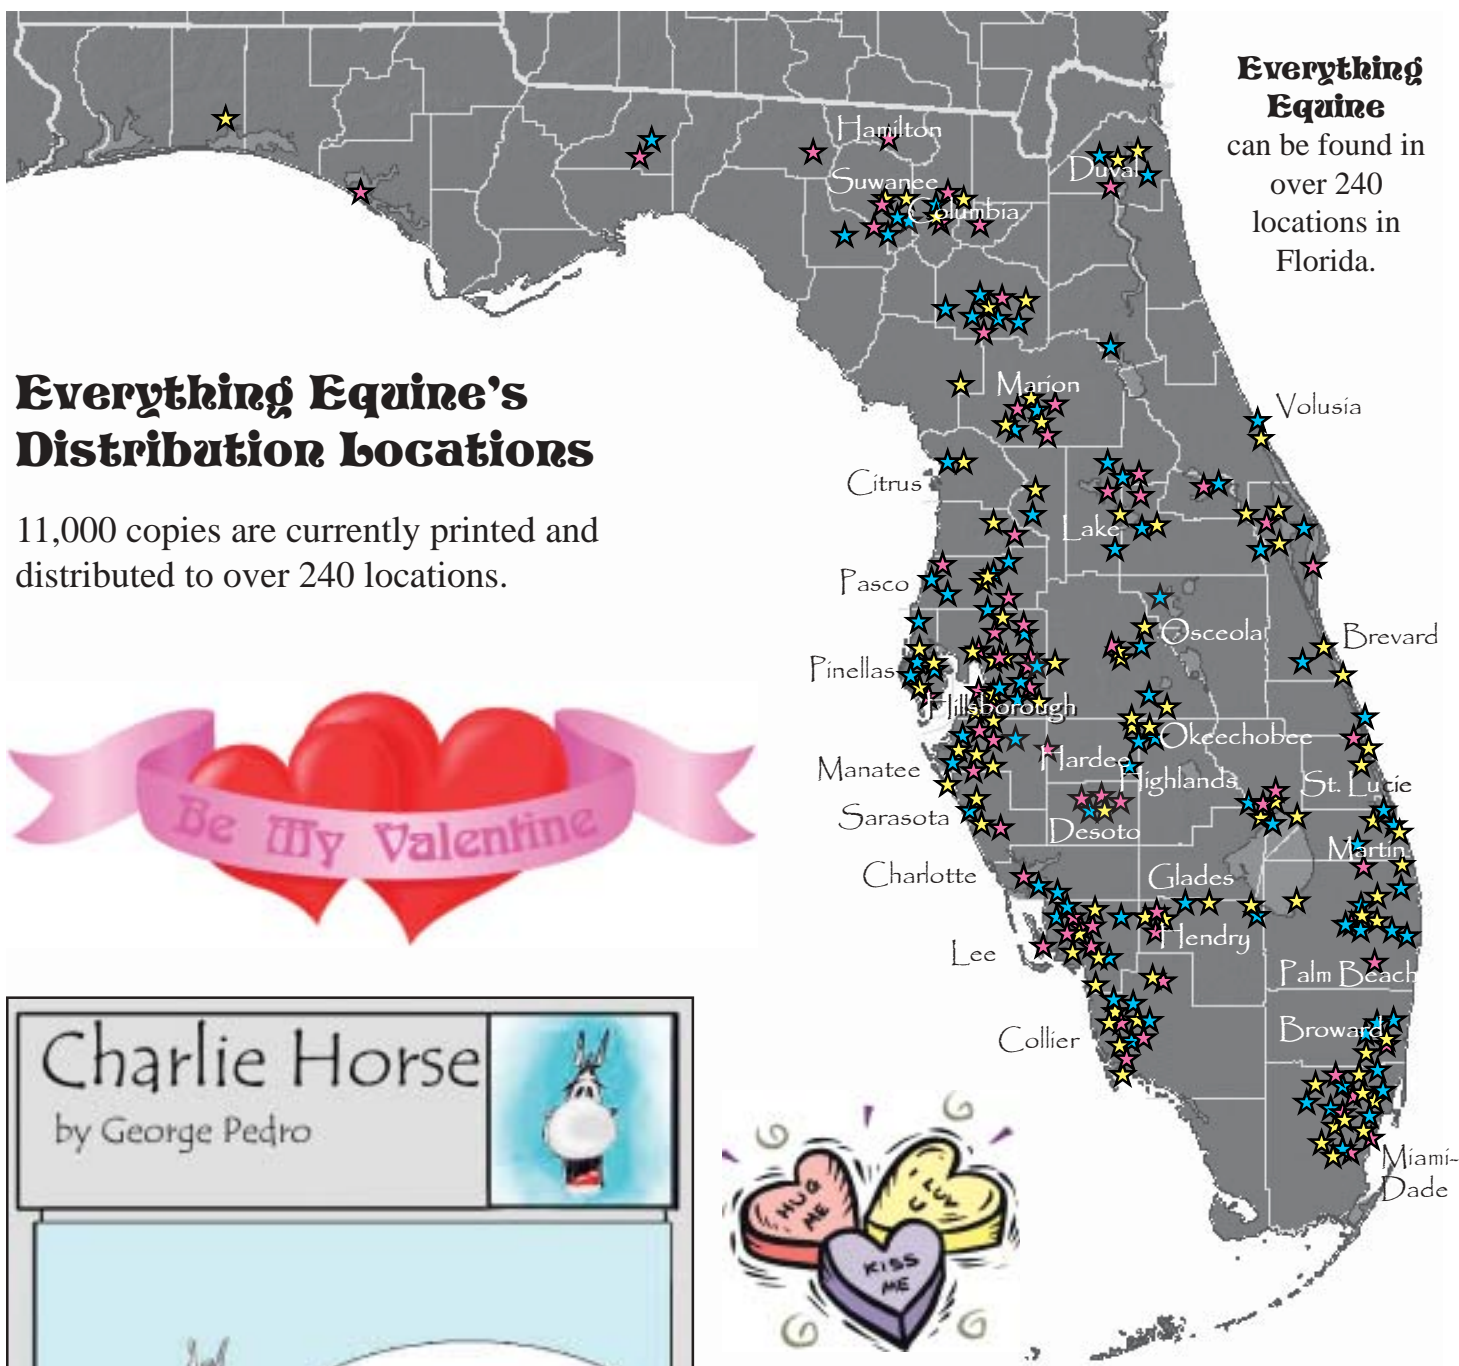 Everything
Equine
can be found in
over 240
locations in
Florida.
Everything Equine's
Distribution Locations
11,000 copies are currently printed and
distributed to over 240 locations.
Hamilton
Suwanee
Columbia
Duval
Marion
Volusia
Citrus
Lake
Pasco
Osceola
Brevard
Pinellas
Hillsborough
Okeechobee
Hardee
Manatee
Highlands
St. Lucie
Sarasota
Desoto
Martin
Charlotte
Glades
Hendry
Lee
Palm Beach
Broward
Collier
Miami-
Dade
Be My Valentine
Charlie Horse
by George Pedro
HUG
ME
I LUV
U
KISS
ME